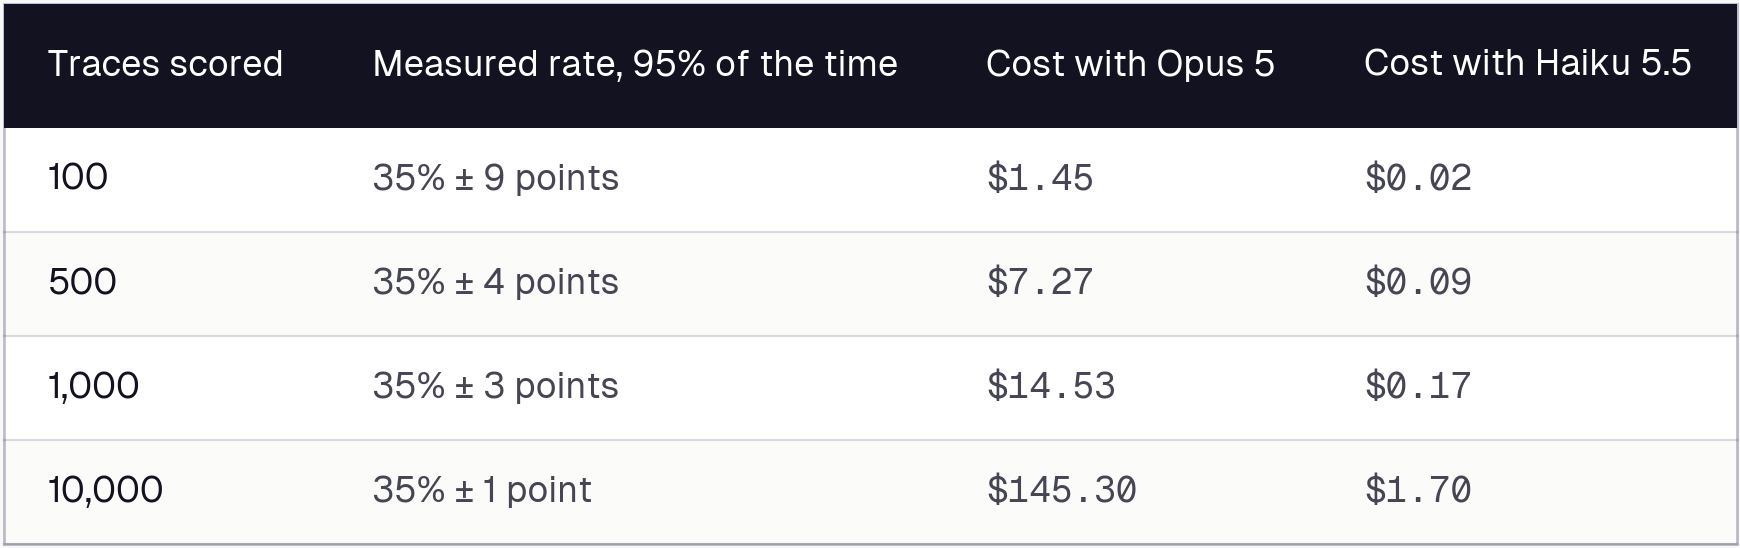 Traces scored Measured rate, 95% of the time Cost with Opus 5 Cost with Haiku 5.5
100 35% ± 9 points $1.45 $0.02
500 35% ± 4 points $7.27 $0.09
1,000 35% ± 3 points $14.53 $0.17
10,000 35% ± 1 point $145.30 $1.70